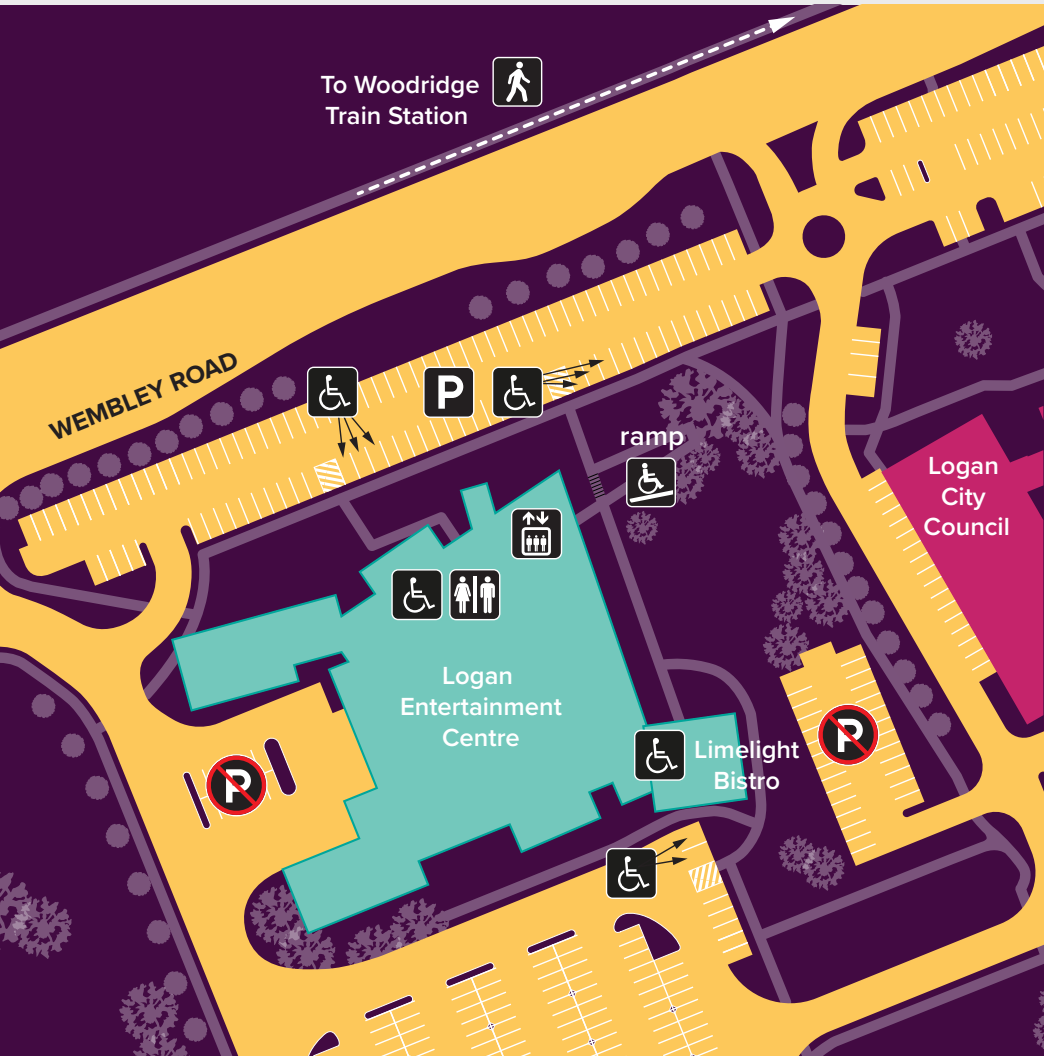 To Woodridge
Train Station
WEMBLEY ROAD
P
ramp
Logan
City
Council
Logan
Entertainment
Centre
Limelight
Bistro
P
P